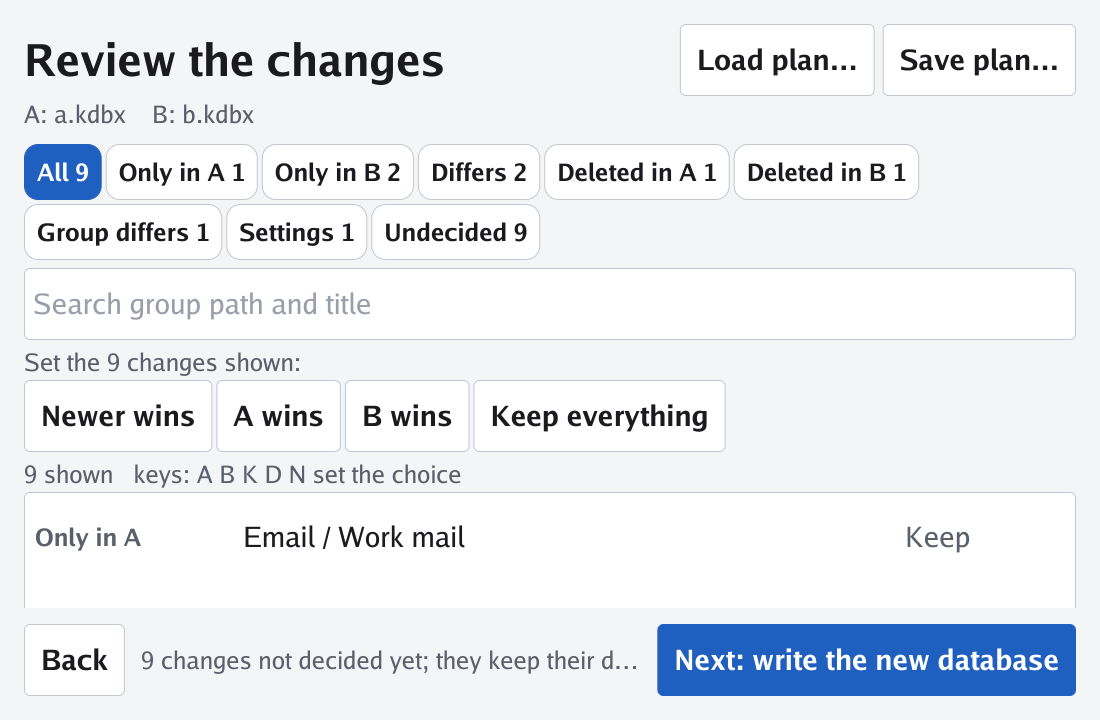 Review the changes
Load plan...
Save plan...
A: a.kdbx B: b.kdbx
All 9
Only in A 1
Only in B 2
Differs 2
Deleted in A 1
Deleted in B 1
Group differs 1
Settings 1
Undecided 9
Search group path and title
Set the 9 changes shown:
Newer wins
A wins
B wins
Keep everything
9 shown keys: A B K D N set the choice
Only in A
Email / Work mail
Keep
Back
9 changes not decided yet; they keep their d...
Next: write the new database